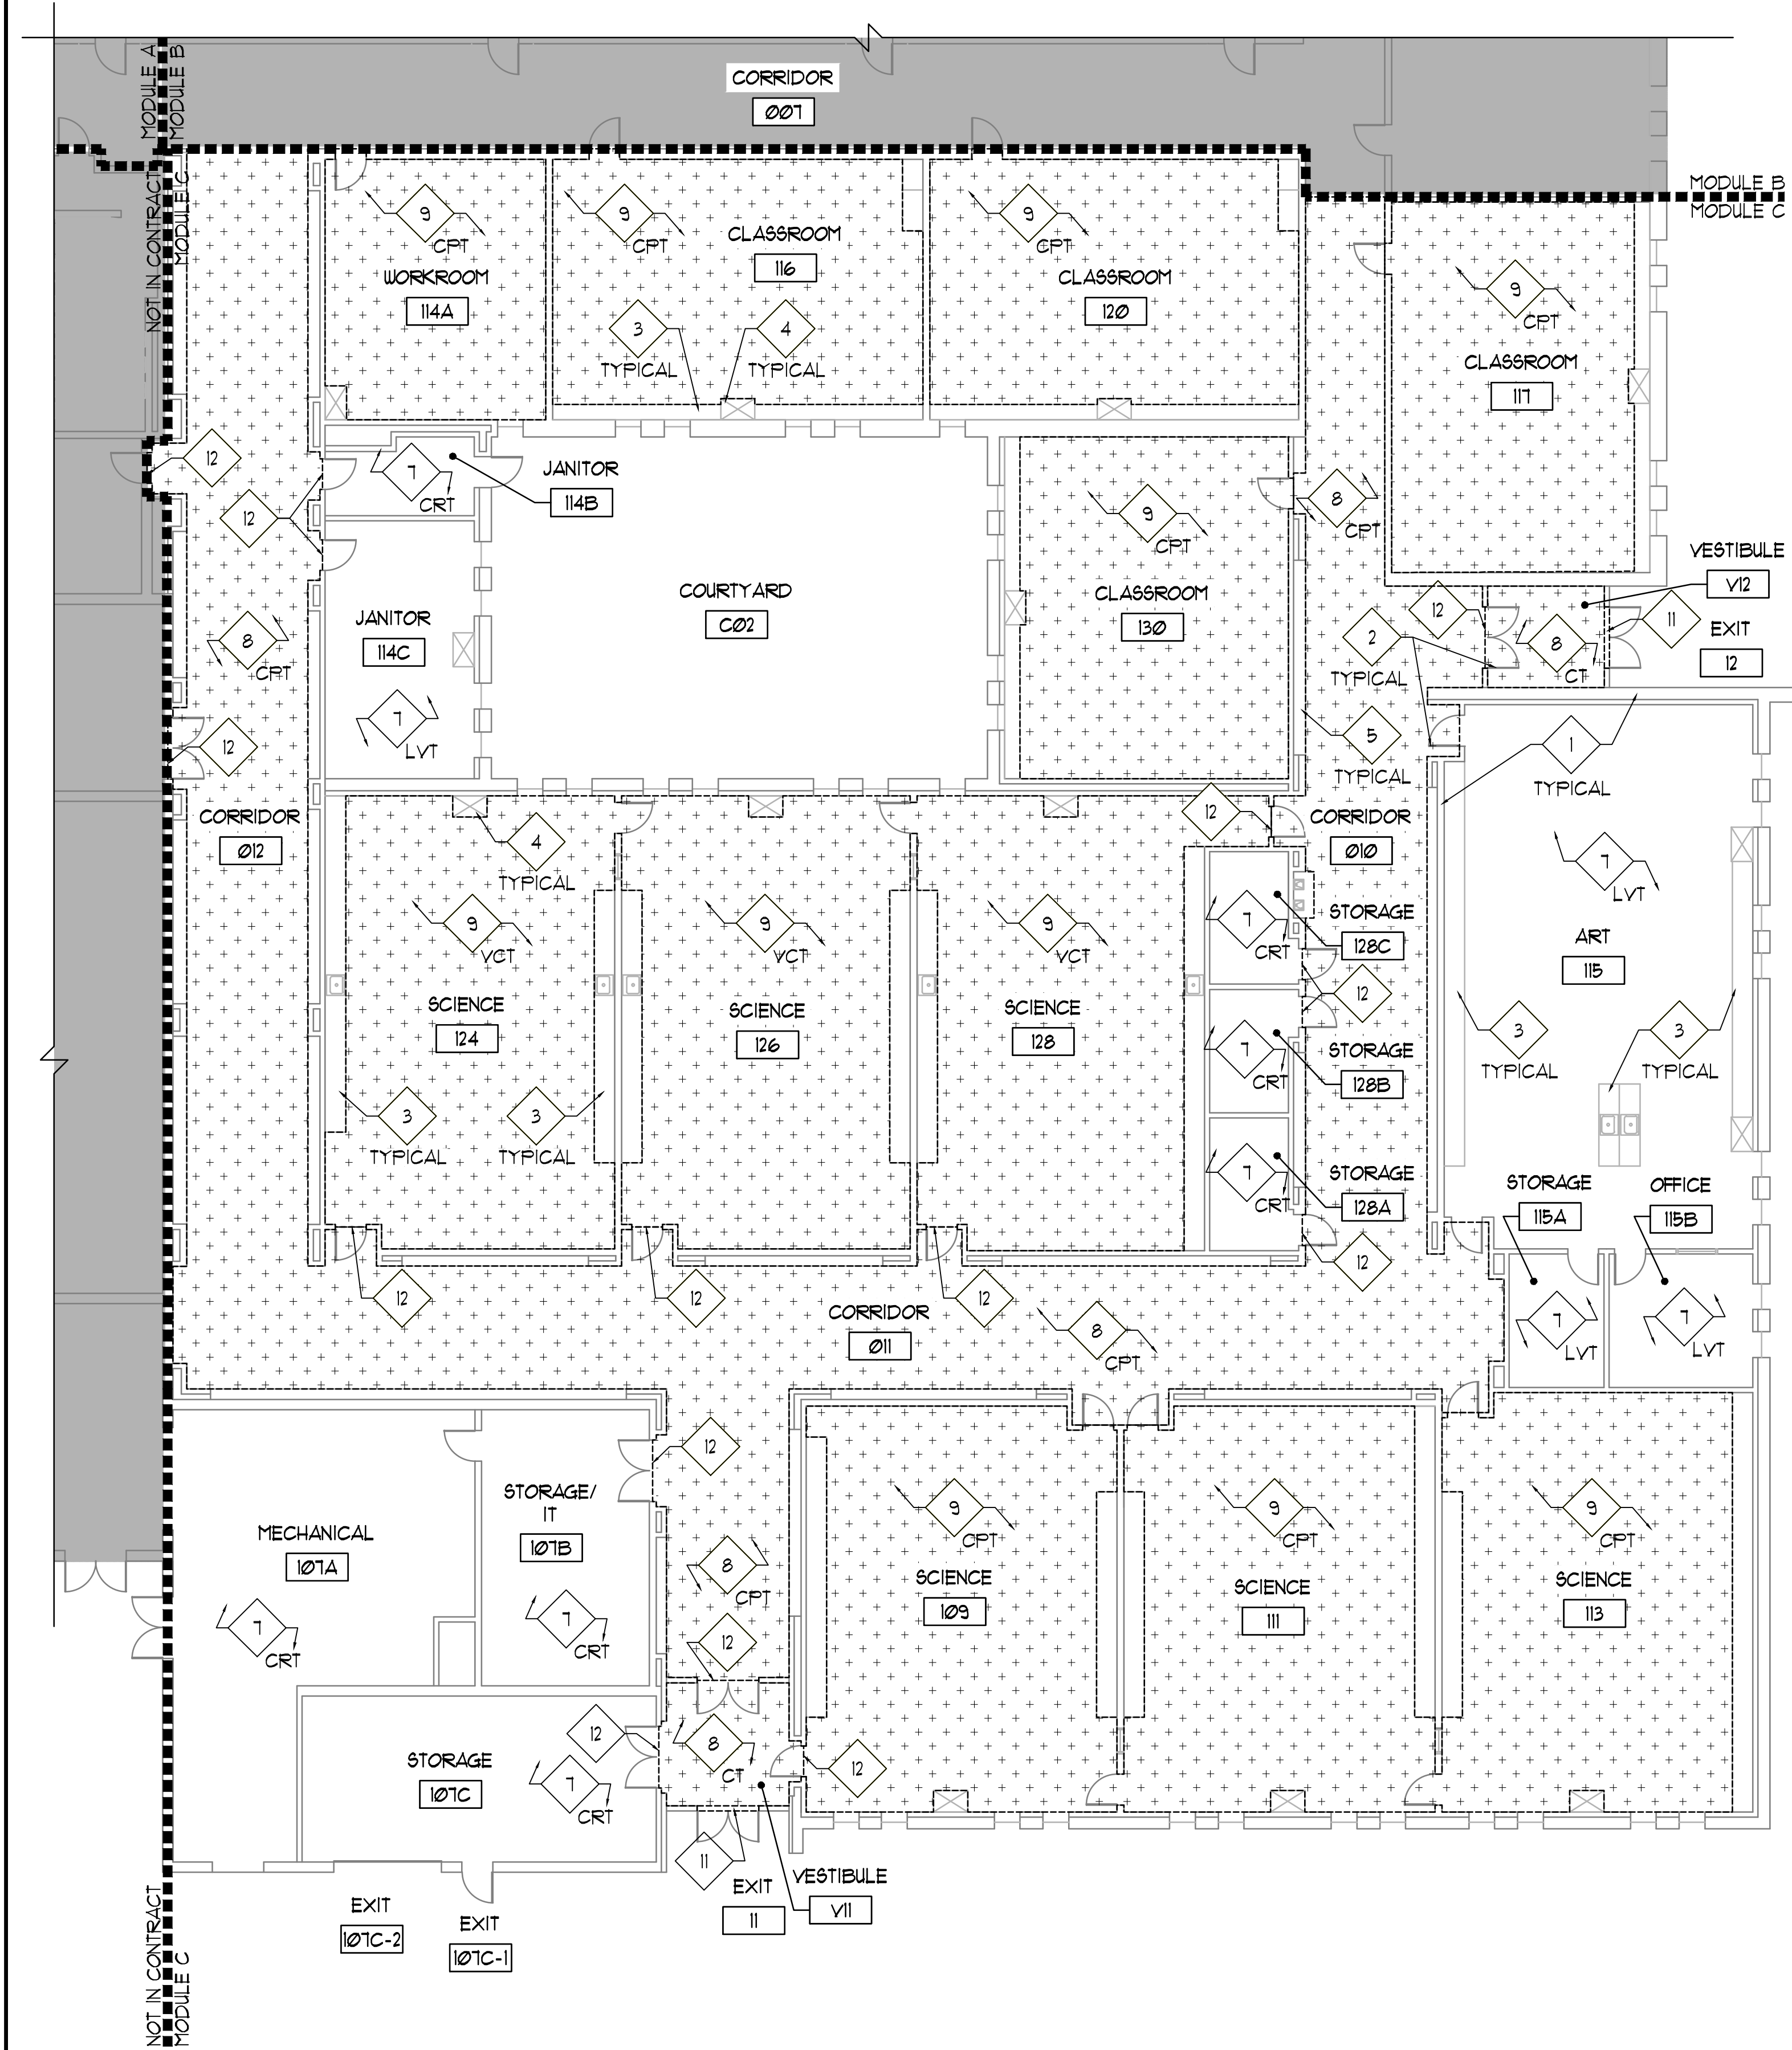 MODULE A
MODULE B
CORRIDOR
007
NOT IN CONTRACT
MODULE C
MODULE B
MODULE C
9
CPT
WORKROOM
114A
9
CPT
CLASSROOM
116
3
TYPICAL
4
TYPICAL
9
CPT
CLASSROOM
120
9
CPT
CLASSROOM
117
12
12
7
CRT
JANITOR
114B
9
CPT
CLASSROOM
130
8
CPT
VESTIBULE
V12
COURTYARD
C02
JANITOR
114C
7
LVT
8
CPT
12
2
TYPICAL
12
8
CT
11
EXIT
12
5
TYPICAL
1
TYPICAL
CORRIDOR
012
4
TYPICAL
9
VCT
SCIENCE
124
3
TYPICAL
3
TYPICAL
9
VCT
SCIENCE
126
9
VCT
SCIENCE
128
12
CORRIDOR
010
7
CRT
STORAGE
128C
12
7
CRT
STORAGE
128B
7
CRT
STORAGE
128A
12
7
LVT
ART
115
3
TYPICAL
3
TYPICAL
STORAGE
115A
OFFICE
115B
7
LVT
7
LVT
12
12
12
CORRIDOR
011
8
CPT
12
STORAGE/
IT
107B
MECHANICAL
107A
7
CRT
7
CRT
8
CPT
12
9
CPT
SCIENCE
109
9
CPT
SCIENCE
111
9
CPT
SCIENCE
113
STORAGE
107C
12
7
CRT
8
CT
12
11
EXIT
11
VESTIBULE
V11
EXIT
107C-2
EXIT
107C-1
NOT IN CONTRACT
MODULE C